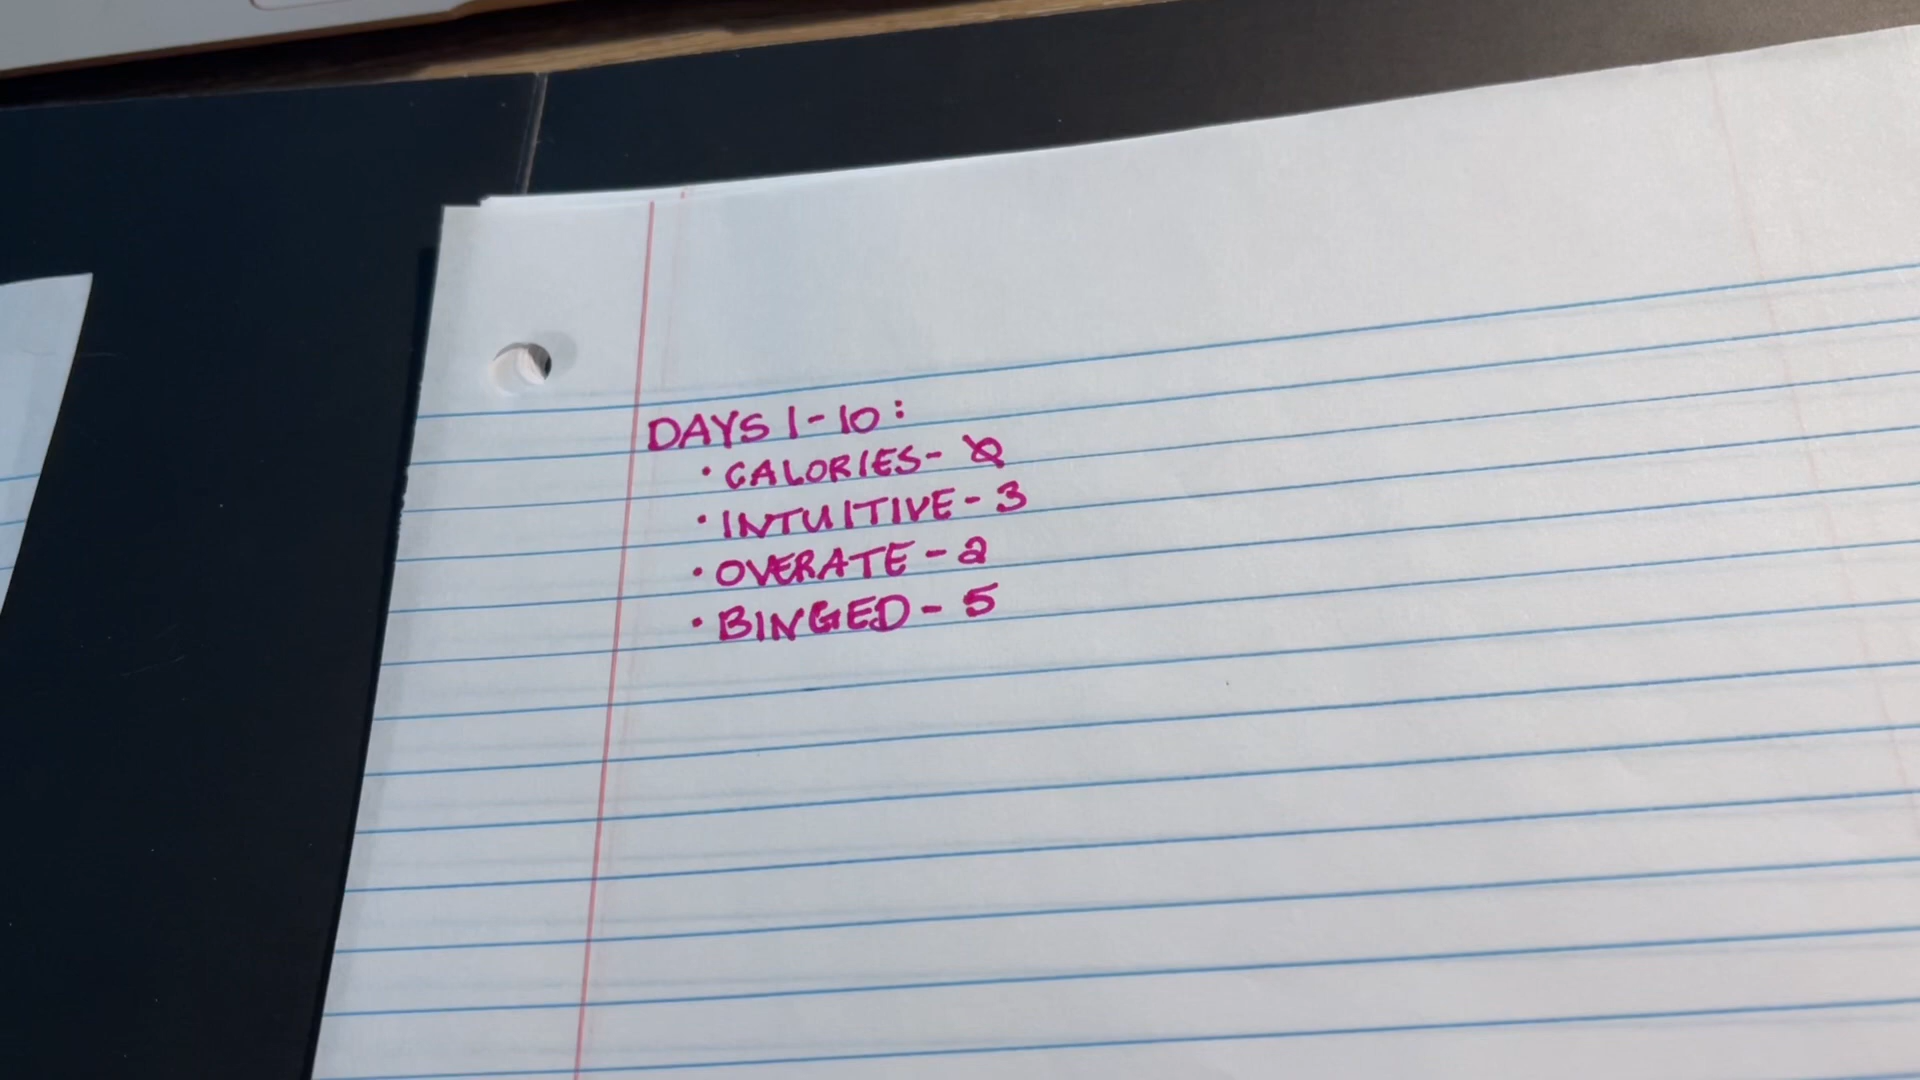 DAYS 1-10:
• CALORIES - 0
• INTUITIVE - 3
• OVERATE - 2
• BINGED - 5